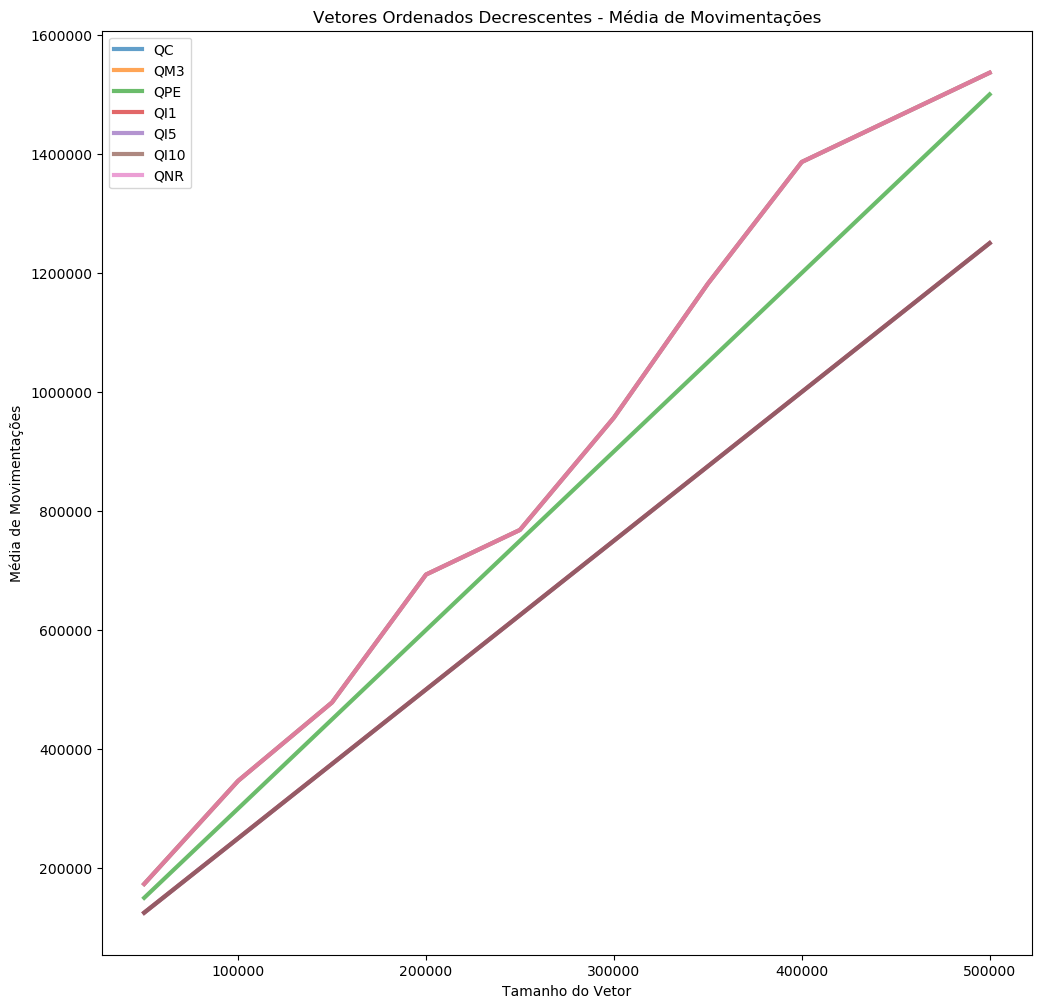 Vetores Ordenados Decrescentes - Média de Movimentações
1600000
1400000
1200000
1000000
800000
600000
400000
200000
Média de Movimentações
QC
QM3
QPE
QI1
QI5
QI10
QNR
100000
200000
300000
400000
500000
Tamanho do Vetor